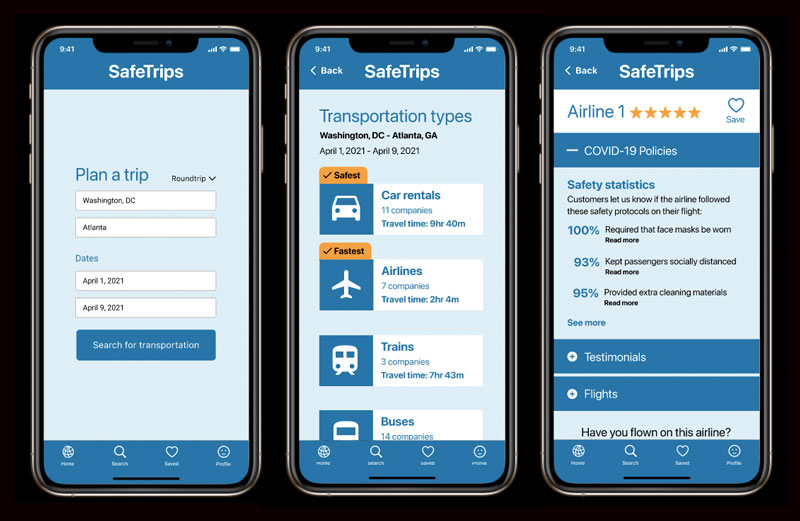 9:41
SafeTrips
Plan a trip
Roundtrip
Washington, DC
Atlanta
Dates
April 1, 2021
April 9, 2021
Search for transportation
Home
Search
Saved
Profile
9:41
Back
SafeTrips
Transportation types
Washington, DC - Atlanta, GA
April 1, 2021 - April 9, 2021
Safest
Car rentals
11 companies
Travel time: 9hr 40m
Fastest
Airlines
7 companies
Travel time: 2hr 4m
Trains
3 companies
Travel time: 7hr 43m
Buses
14 companies
Home
Search
Saved
Profile
9:41
Back
SafeTrips
Airline 1
Save
COVID-19 Policies
Safety statistics
Customers let us know if the airline followed
these safety protocols on their flight:
100% Required that face masks be worn
Read more
93% Kept passengers socially distanced
Read more
95% Provided extra cleaning materials
Read more
See more
Testimonials
Flights
Have you flown on this airline?
Home
Search
Saved
Profile